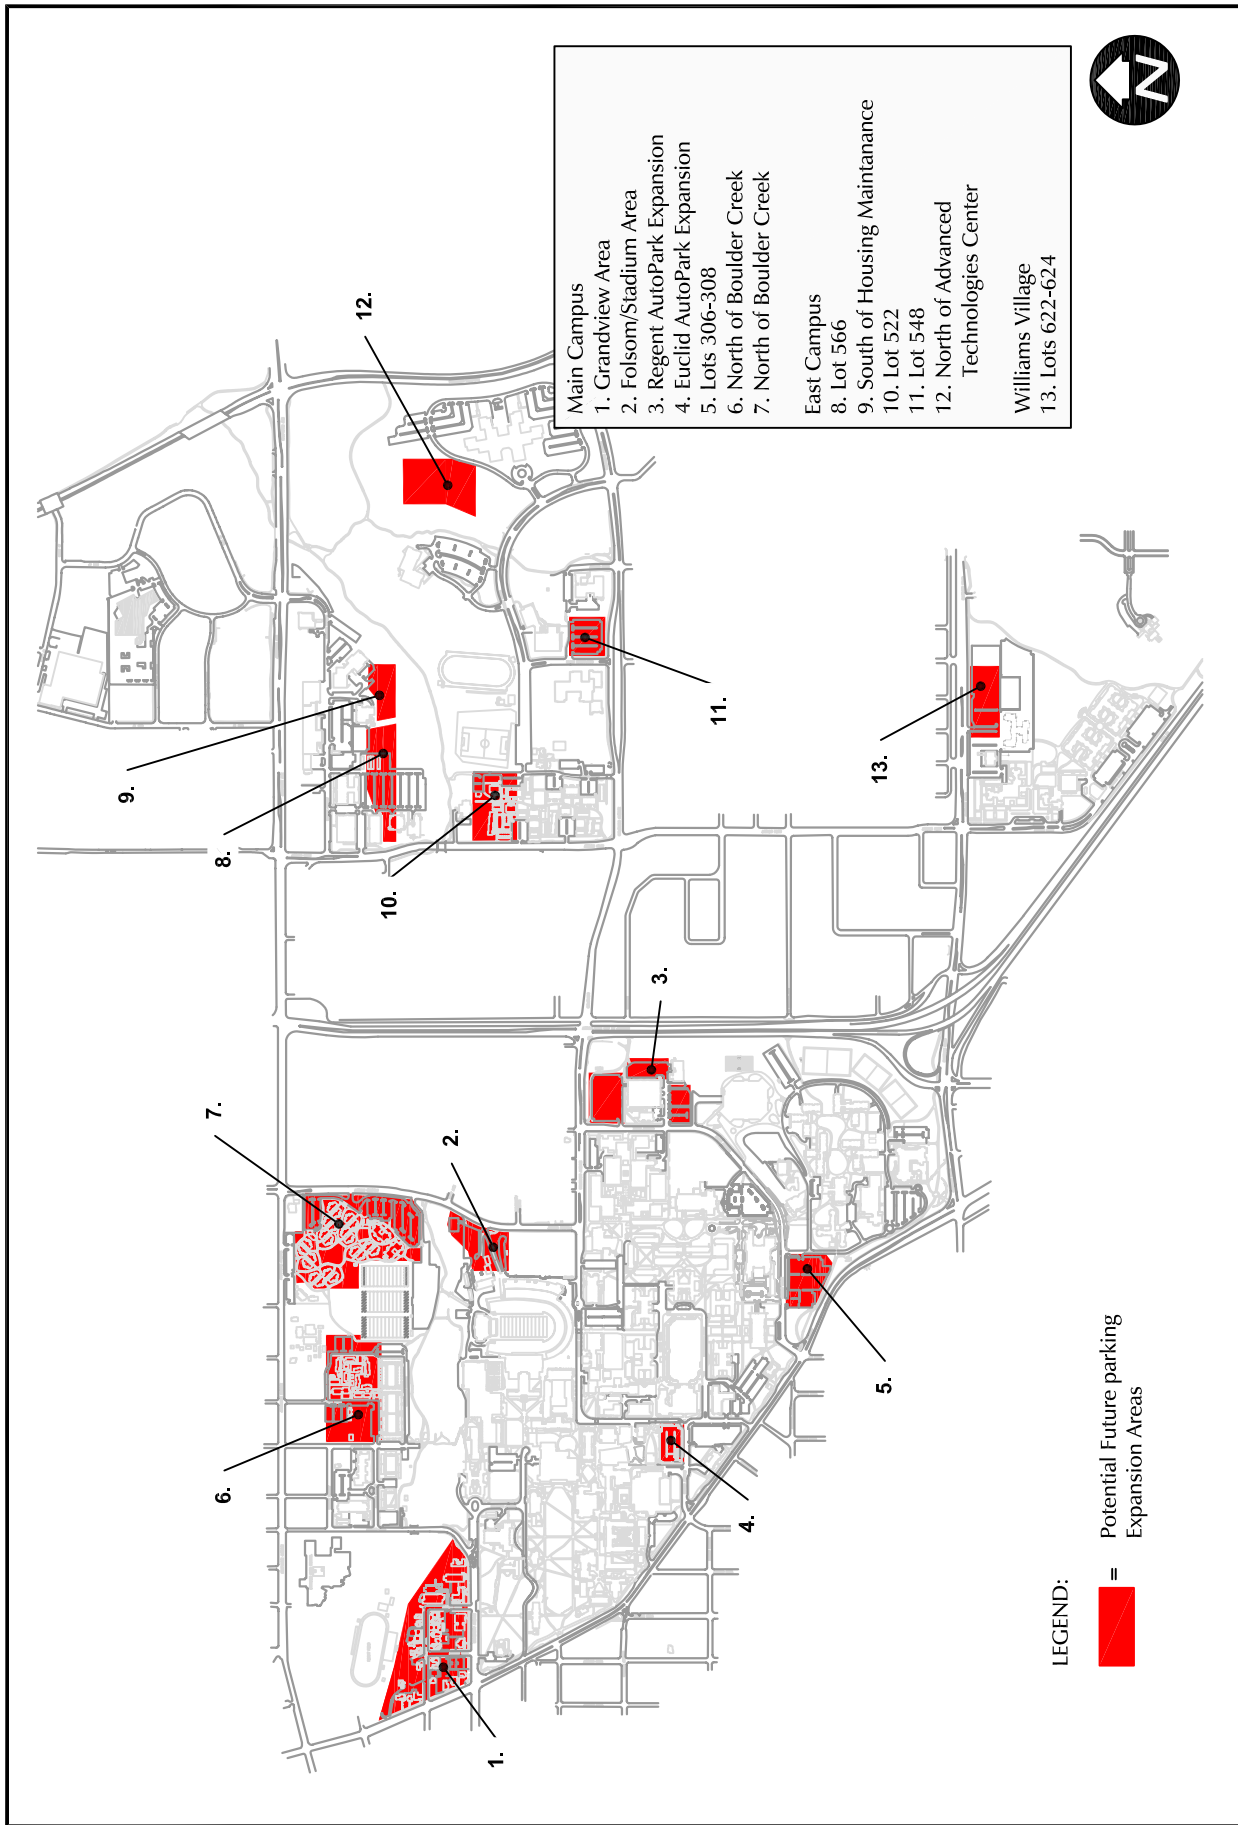 Main Campus
1. Grandview Area
2. Folsom/Stadium Area
3. Regent AutoPark Expansion
4. Euclid AutoPark Expansion
5. Lots 306-308
6. North of Boulder Creek
7. North of Boulder Creek
East Campus
8. Lot 566
9. South of Housing Maintanance
10. Lot 522
11. Lot 548
12. North of Advanced
Technologies Center
Williams Village
13. Lots 622-624
N
1.
6.
7.
2.
4.
5.
3.
8.
9.
10.
11.
12.
13.
LEGEND:
= Potential Future parking
Expansion Areas